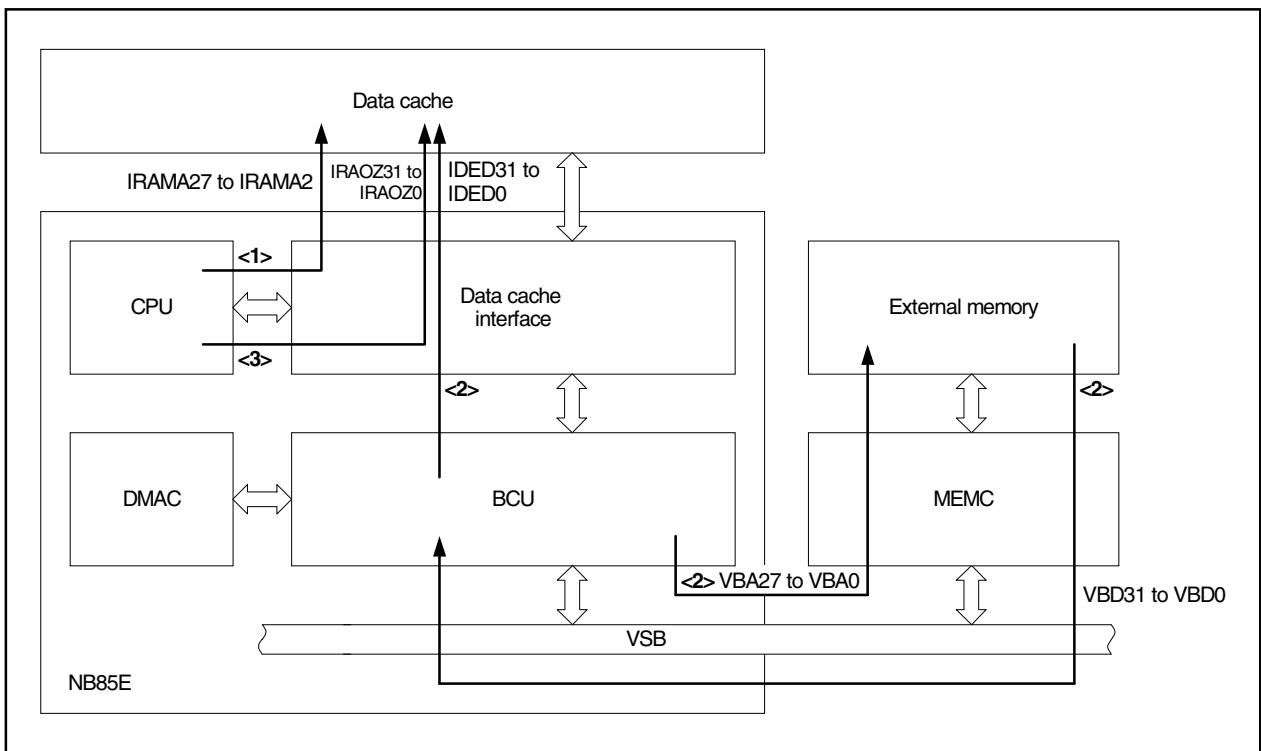 Data cache
IRAMA27 to IRAMA2
IRAOZ31 to
IRAOZ0
IDED31 to
IDED0
<1>
CPU
<3>
Data cache
interface
<2>
External memory
<2>
DMAC
BCU
MEMC
<2> VBA27 to VBA0
VBD31 to VBD0
VSB
NB85E